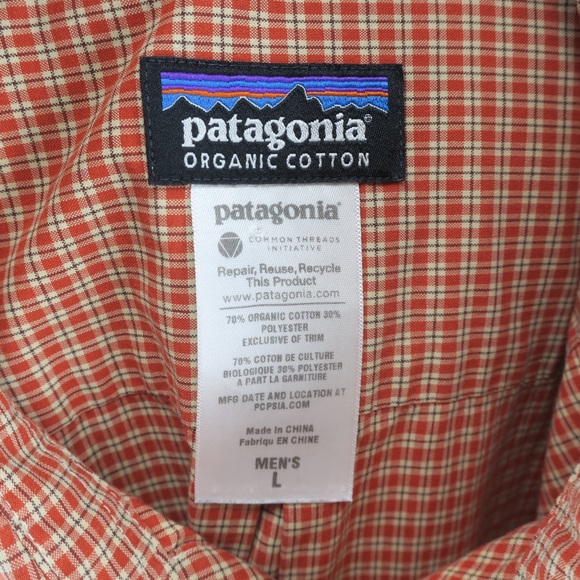 patagonia®
ORGANIC COTTON
patagonia®
COMMON THREADS
INITIATIVE
Repair, Reuse, Recycle
This Product
www.patagonia.com
70% ORGANIC COTTON 30%
POLYESTER
EXCLUSIVE OF TRIM
70% COTON DE CULTURE
BIOLOGIQUE 30% POLYESTER
A PART LA GARNITURE
MFG DATE AND LOCATION AT
PCPSIA.COM
Made in CHINA
Fabriqu EN CHINE
MEN'S
L